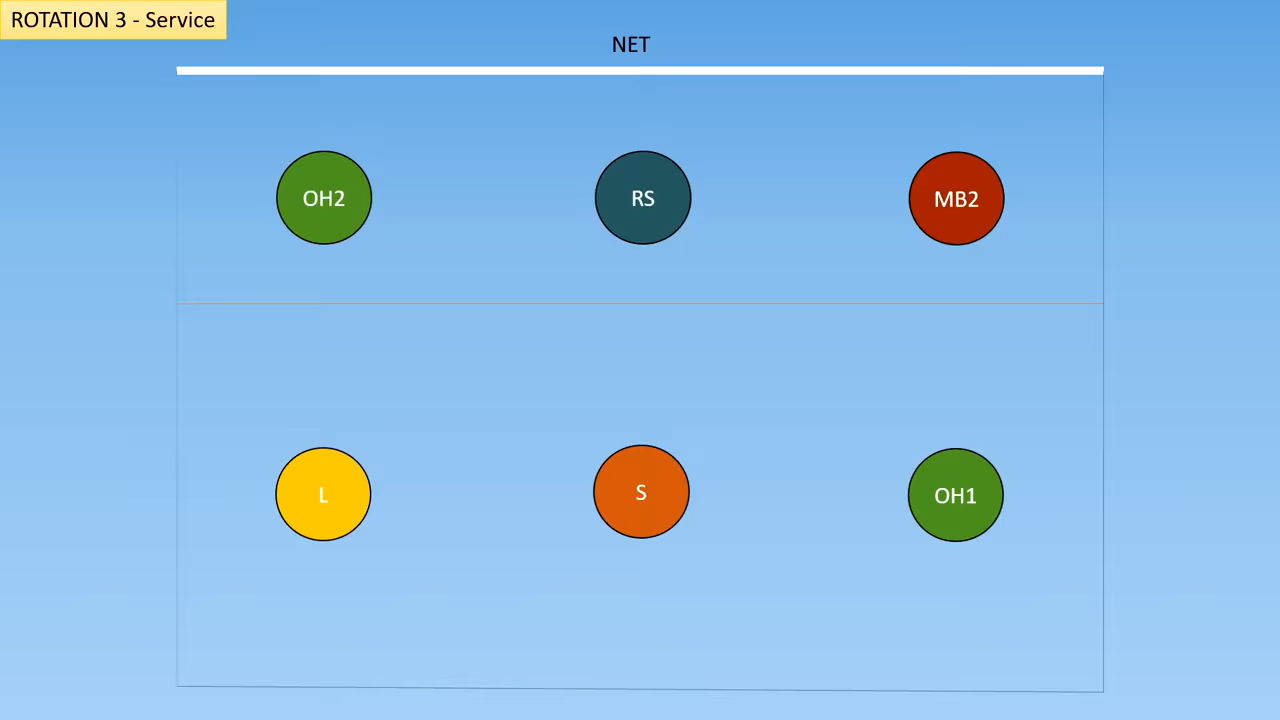 ROTATION 3 - Service
NET
OH2
RS
MB2
L
S
OH1